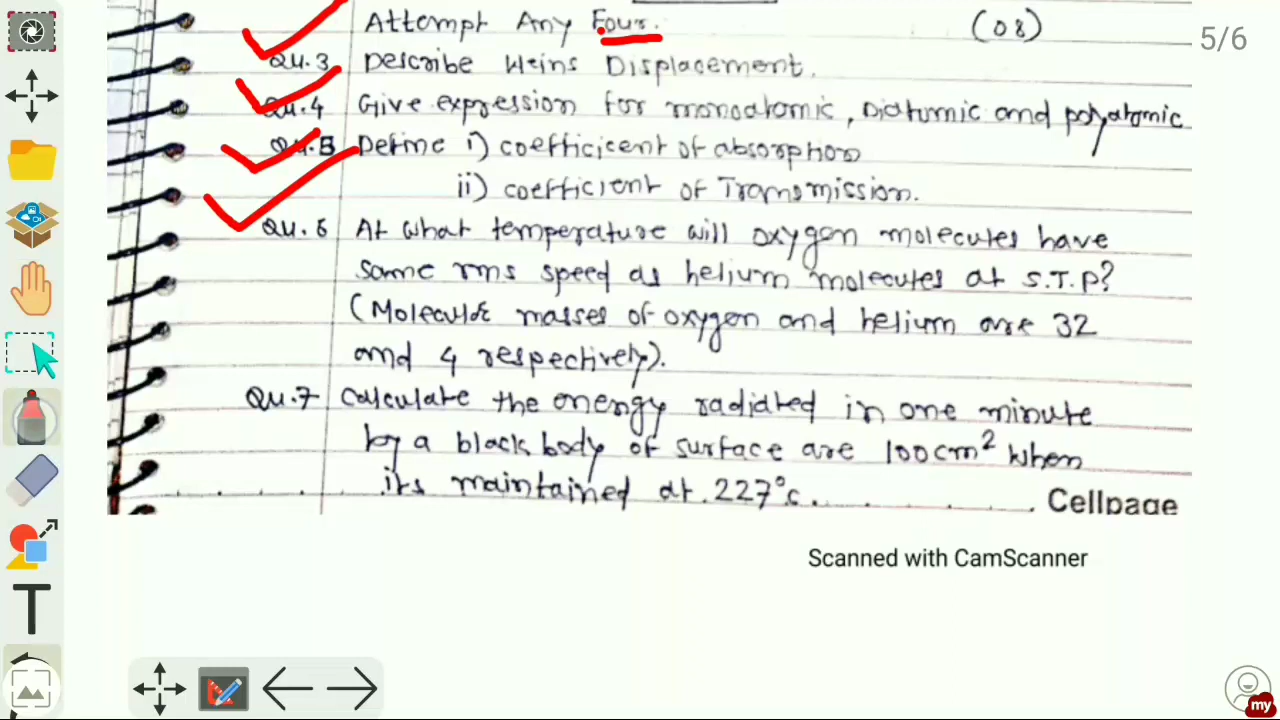 Attempt Any Four. (08)
5/6
Qu.3 Describe Weins Displacement.
Qu.4 Give expression for monoatomic, Diatumic and polyatomic
Qu.5 Define i) coefficicent of absorption
ii) coefficient of Transmission.
Qu.6 At what temperature will oxygen molecules have
same rms speed as helium molecules at S.T.P?
(Molecular masses of oxygen and helium are 32
and 4 respectively).
Qu.7 Calculate the energy radiated in one minute
by a black body of surface are 100cm² when
its maintained at 227°c.
Cellpage
Scanned with CamScanner
T
my